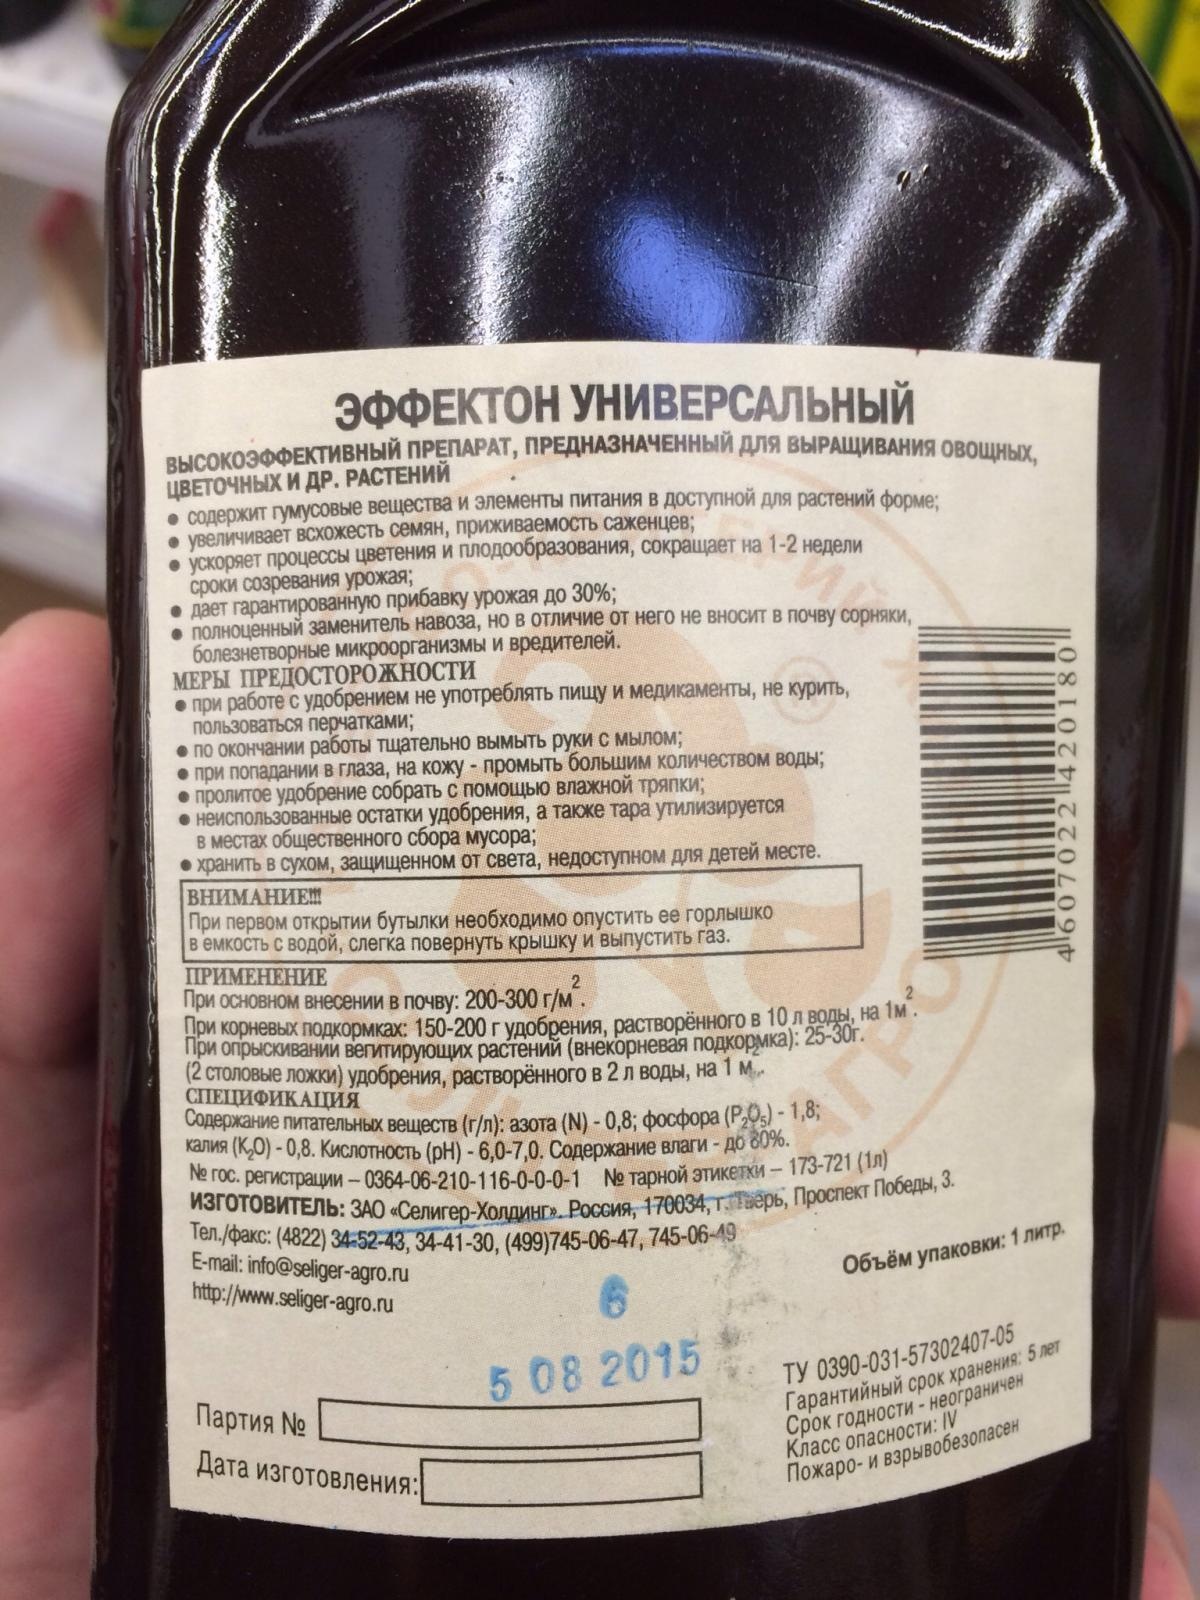 ЭФФЕКТОН УНИВЕРСАЛЬНЫЙ
ВЫСОКОЭФФЕКТИВНЫЙ ПРЕПАРАТ, ПРЕДНАЗНАЧЕННЫЙ ДЛЯ ВЫРАЩИВАНИЯ ОВОЩНЫХ,
ЦВЕТОЧНЫХ И ДР. РАСТЕНИЙ
• содержит гумусовые вещества и элементы питания в доступной для растений форме;
• увеличивает всхожесть семян, приживаемость саженцев;
• ускоряет процессы цветения и плодообразования, сокращает на 1-2 недели
сроки созревания урожая;
• дает гарантированную прибавку урожая до 30%;
• полноценный заменитель навоза, но в отличие от него не вносит в почву сорняки,
болезнетворные микроорганизмы и вредителей.
МЕРЫ ПРЕДОСТОРОЖНОСТИ
• при работе с удобрением не употреблять пищу и медикаменты, не курить,
пользоваться перчатками;
• по окончании работы тщательно вымыть руки с мылом;
• при попадании в глаза, на кожу - промыть большим количеством воды;
• пролитое удобрение собрать с помощью влажной тряпки;
• неиспользованные остатки удобрения, а также тара утилизируется
в местах общественного сбора мусора;
• хранить в сухом, защищенном от света, недоступном для детей месте.
ВНИМАНИЕ!!!
При первом открытии бутылки необходимо опустить ее горлышко
в емкость с водой, слегка повернуть крышку и выпустить газ.
ПРИМЕНЕНИЕ
При основном внесении в почву: 200-300 г/м².
При корневых подкормках: 150-200 г удобрения, растворённого в 10 л воды, на 1м².
При опрыскивании вегитирующих растений (внекорневая подкормка): 25-30г.
(2 столовые ложки) удобрения, растворённого в 2 л воды, на 1 м².
СПЕЦИФИКАЦИЯ
Содержание питательных веществ (г/л): азота (N) - 0,8; фосфора (P₂O₅) - 1,8;
калия (K₂O) - 0,8. Кислотность (pH) - 6,0-7,0. Содержание влаги - до 80%.
№ гос. регистрации – 0364-06-210-116-0-0-0-1 № тарной этикетки – 173-721 (1л)
ИЗГОТОВИТЕЛЬ: ЗАО «Селигер-Холдинг». Россия, 170034, г. Тверь, Проспект Победы, 3.
Тел./факс: (4822) 34-52-43, 34-41-30, (499)745-06-47, 745-06-49
E-mail: info@seliger-agro.ru
http://www.seliger-agro.ru
Объём упаковки: 1 литр.
6
5 08 2015
Партия №
Дата изготовления:
ТУ 0390-031-57302407-05
Гарантийный срок хранения: 5 лет
Срок годности - неограничен
Класс опасности: IV
Пожаро- и взрывобезопасен
4 607022 420180
®